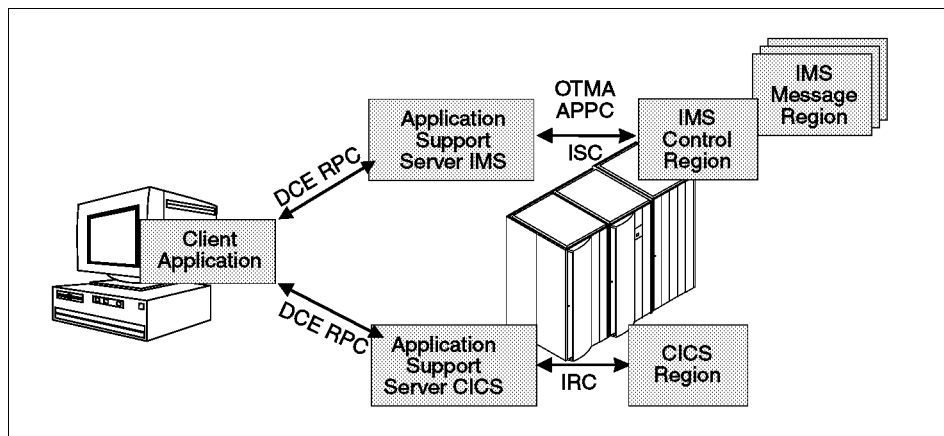 IMS
Message
Region
OTMA
APPC
Application
Support
Server IMS
IMS
Control
Region
ISC
DCE RPC
Client
Application
DCE RPC
Application
Support
Server CICS
CICS
Region
IRC